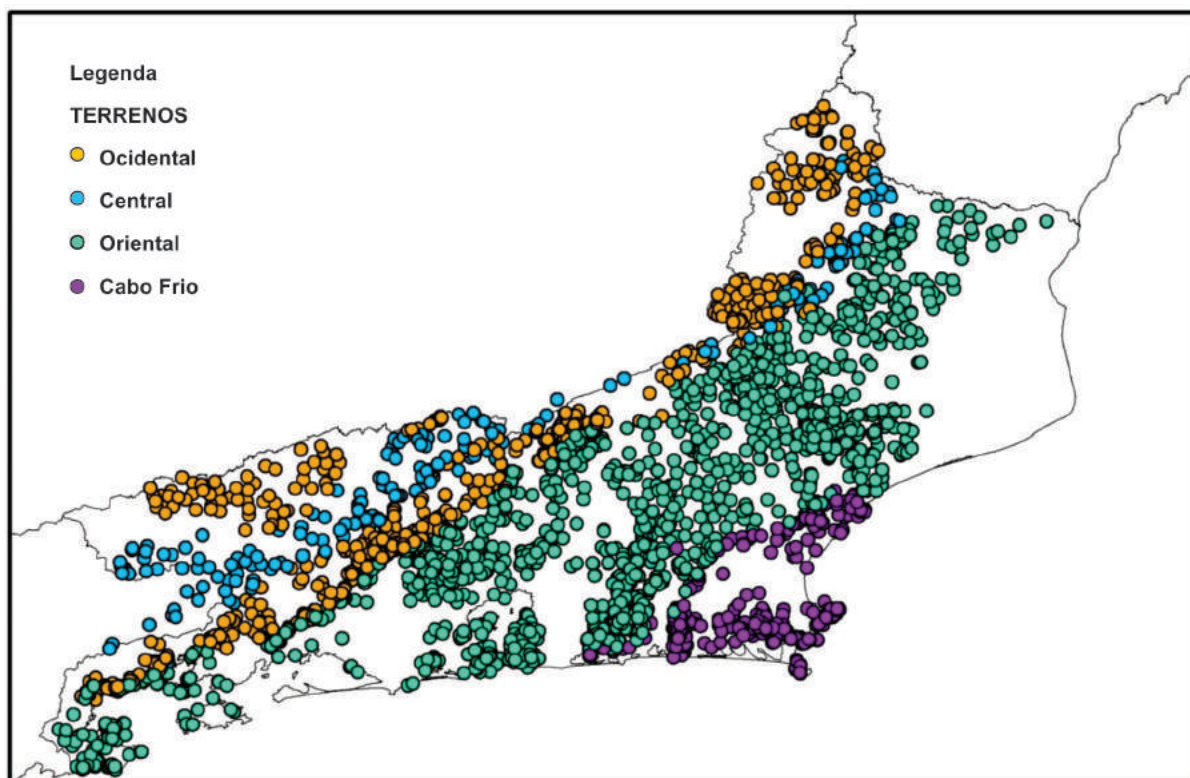 Legenda
TERRENOS
Ocidental
Central
Oriental
Cabo Frio